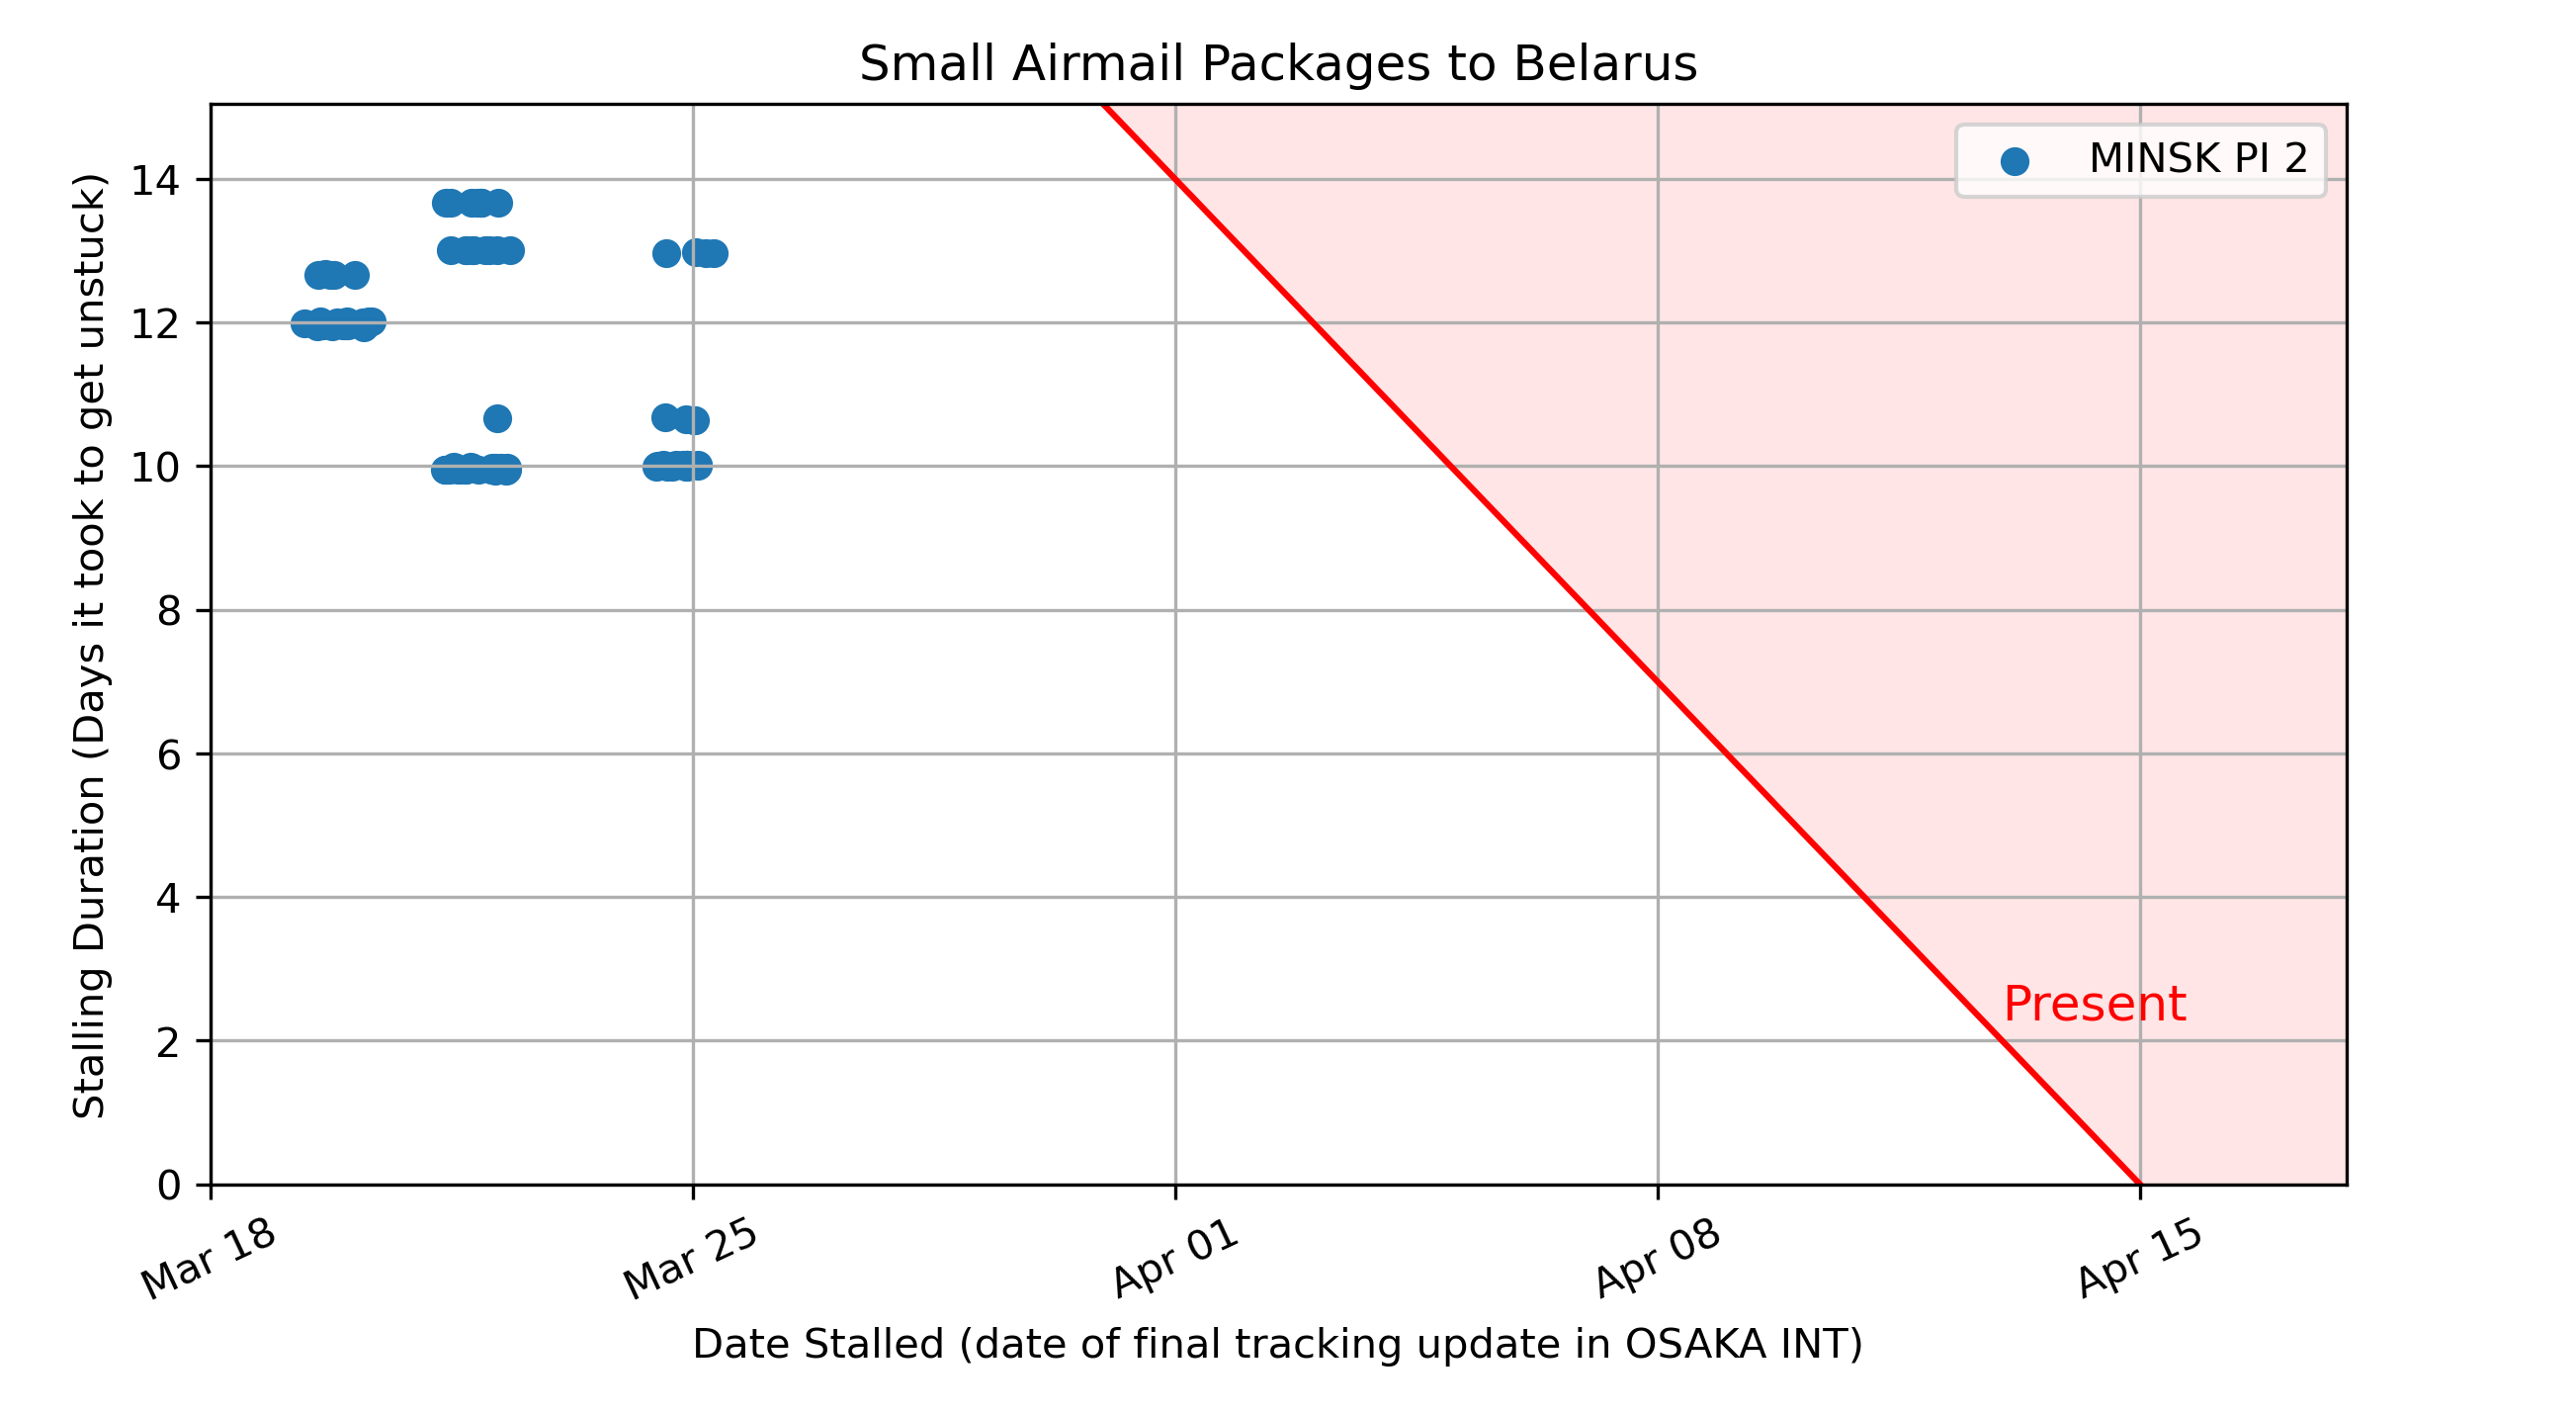 Small Airmail Packages to Belarus
MINSK PI 2
Stalling Duration (Days it took to get unstuck)
14
12
10
8
6
4
2
0
Present
Mar 18
Mar 25
Apr 01
Apr 08
Apr 15
Date Stalled (date of final tracking update in OSAKA INT)